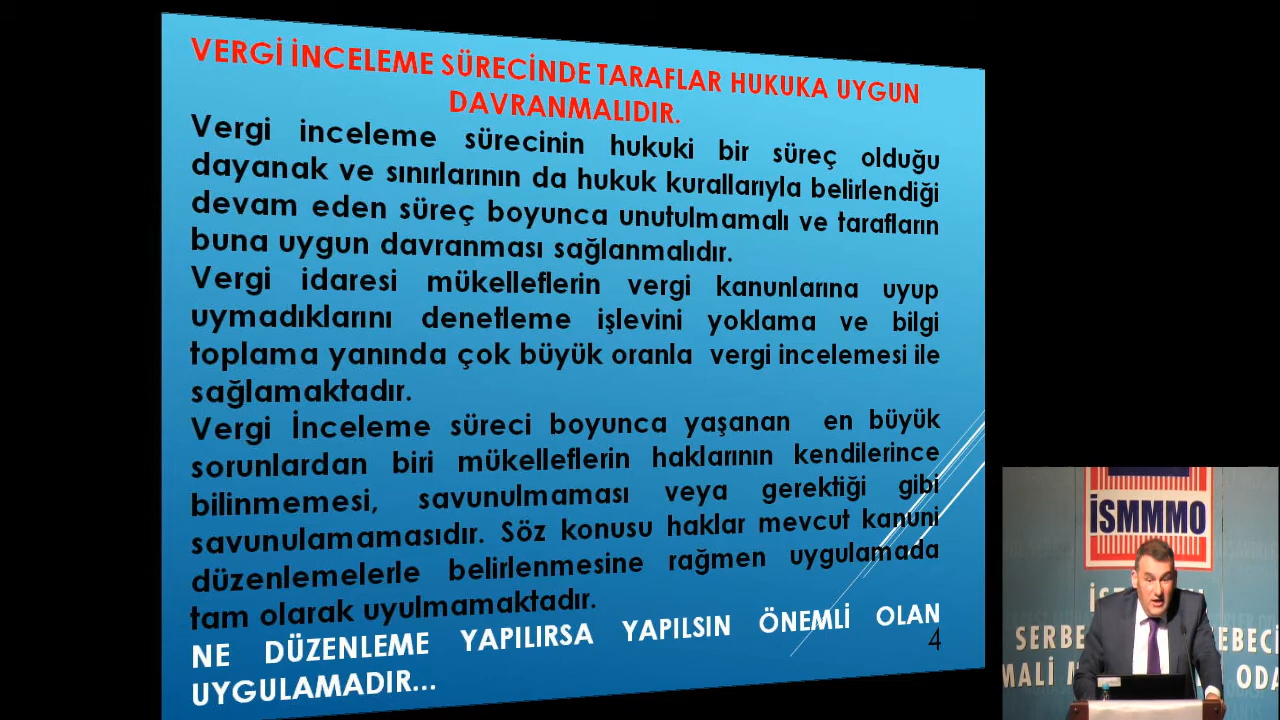 VERGİ İNCELEME SÜRECİNDE TARAFLAR HUKUKA UYGUN
DAVRANMALIDIR.
Vergi inceleme sürecinin hukuki bir süreç olduğu
dayanak ve sınırlarının da hukuk kurallarıyla belirlendiği
devam eden süreç boyunca unutulmamalı ve tarafların
buna uygun davranması sağlanmalıdır.
Vergi idaresi mükelleflerin vergi kanunlarına uyup
uymadıklarını denetleme işlevini yoklama ve bilgi
toplama yanında çok büyük oranla vergi incelemesi ile
sağlamaktadır.
Vergi İnceleme süreci boyunca yaşanan en büyük
sorunlardan biri mükelleflerin haklarının kendilerince
bilinmemesi, savunulmaması veya gerektiği gibi
savunulamamasıdır. Söz konusu haklar mevcut kanuni
düzenlemelerle belirlenmesine rağmen uygulamada
tam olarak uyulmamaktadır.
NE DÜZENLEME YAPILIRSA YAPILSIN ÖNEMLİ OLAN
UYGULAMADIR...
4
İSMMMO